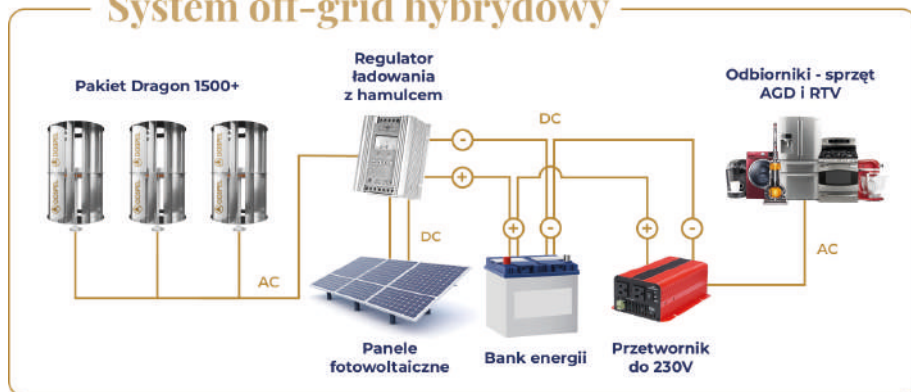 System off-grid hybrydowy
Pakiet Dragon 1500+
Regulator
ładowania
z hamulcem
Odbiorniki - sprzęt
AGD i RTV
DC
-
+
+
-
+
-
DC
AC
AC
Panele
fotowoltaiczne
Bank energii
Przetwornik
do 230V